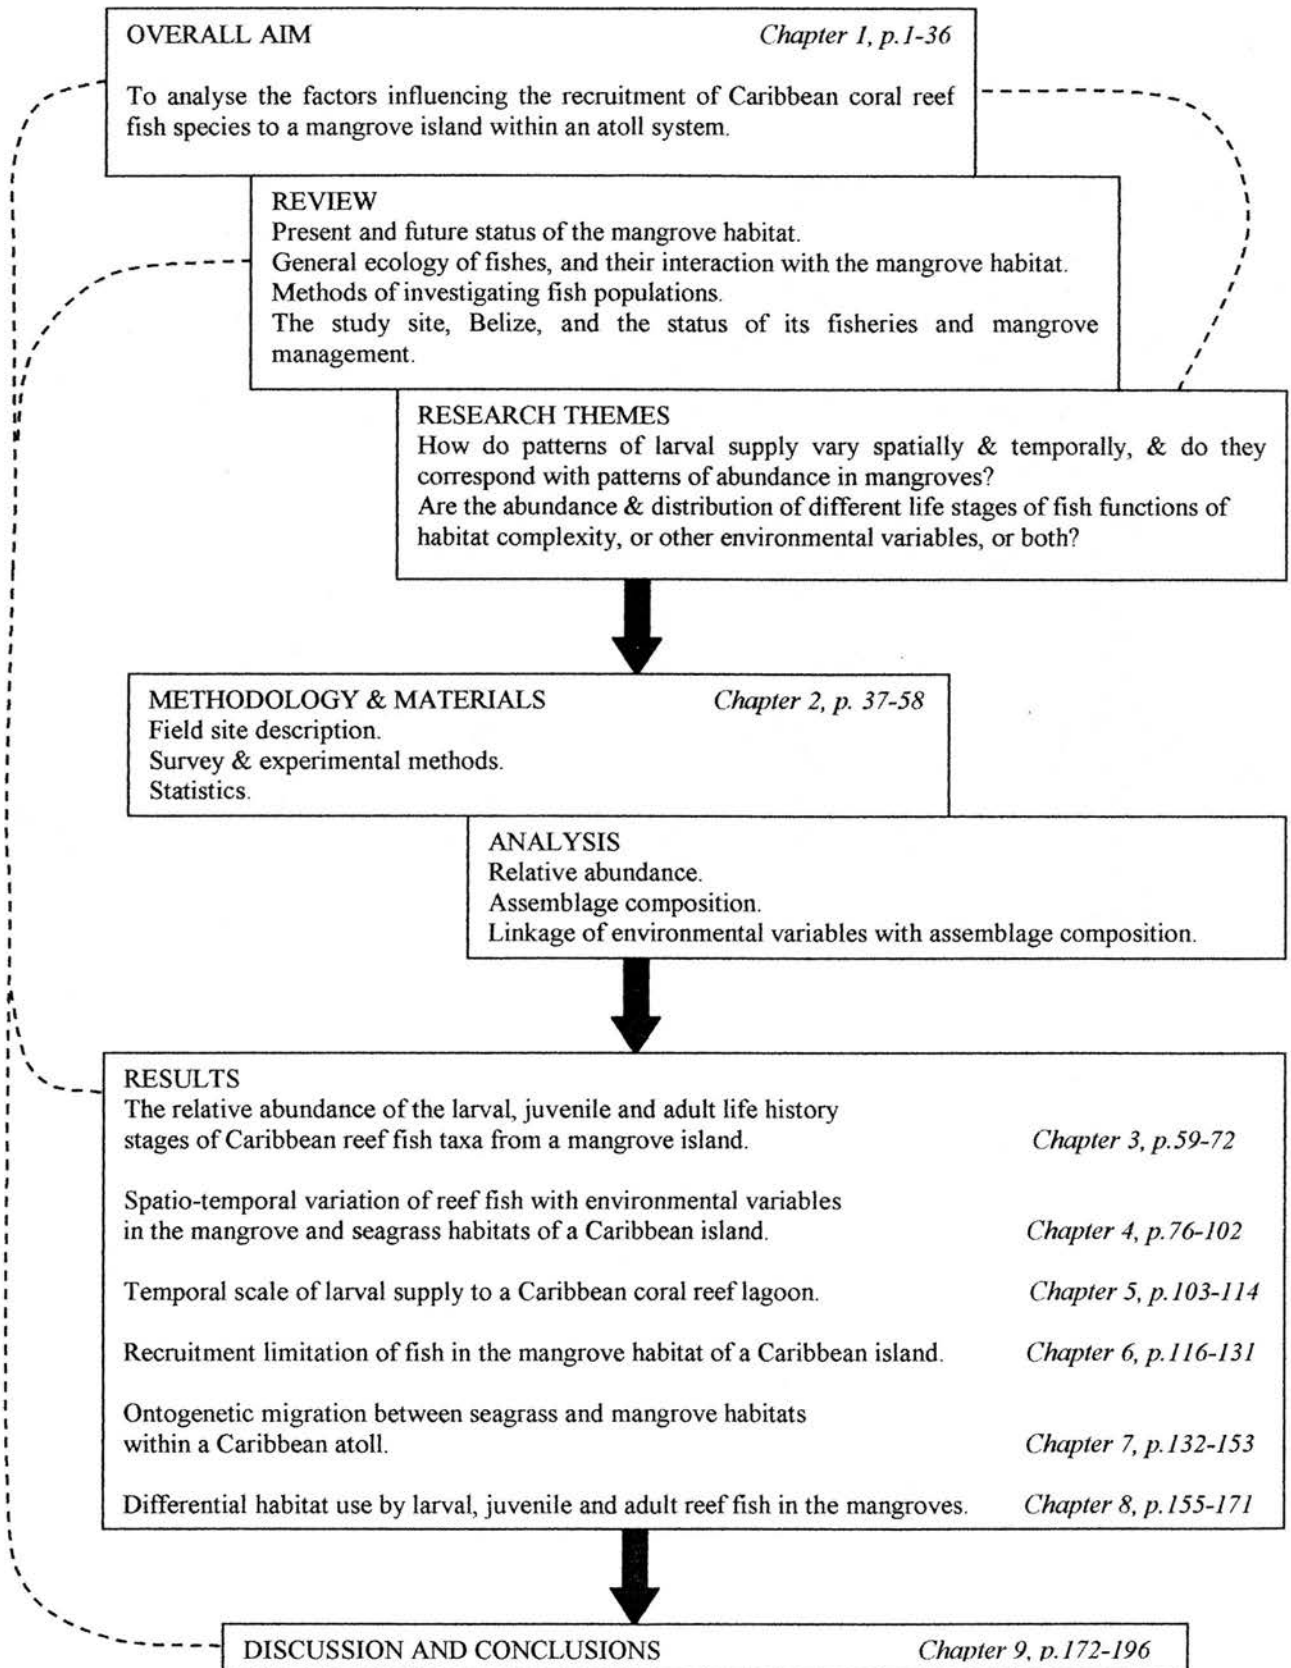 OVERALL AIM Chapter 1, p.1-36
To analyse the factors influencing the recruitment of Caribbean coral reef
fish species to a mangrove island within an atoll system.
REVIEW
Present and future status of the mangrove habitat.
General ecology of fishes, and their interaction with the mangrove habitat.
Methods of investigating fish populations.
The study site, Belize, and the status of its fisheries and mangrove
management.
RESEARCH THEMES
How do patterns of larval supply vary spatially & temporally, & do they
correspond with patterns of abundance in mangroves?
Are the abundance & distribution of different life stages of fish functions of
habitat complexity, or other environmental variables, or both?
METHODOLOGY & MATERIALS Chapter 2, p. 37-58
Field site description.
Survey & experimental methods.
Statistics.
ANALYSIS
Relative abundance.
Assemblage composition.
Linkage of environmental variables with assemblage composition.
RESULTS
The relative abundance of the larval, juvenile and adult life history
stages of Caribbean reef fish taxa from a mangrove island. Chapter 3, p.59-72
Spatio-temporal variation of reef fish with environmental variables
in the mangrove and seagrass habitats of a Caribbean island. Chapter 4, p.76-102
Temporal scale of larval supply to a Caribbean coral reef lagoon. Chapter 5, p.103-114
Recruitment limitation of fish in the mangrove habitat of a Caribbean island. Chapter 6, p.116-131
Ontogenetic migration between seagrass and mangrove habitats
within a Caribbean atoll. Chapter 7, p.132-153
Differential habitat use by larval, juvenile and adult reef fish in the mangroves. Chapter 8, p.155-171
DISCUSSION AND CONCLUSIONS Chapter 9, p.172-196